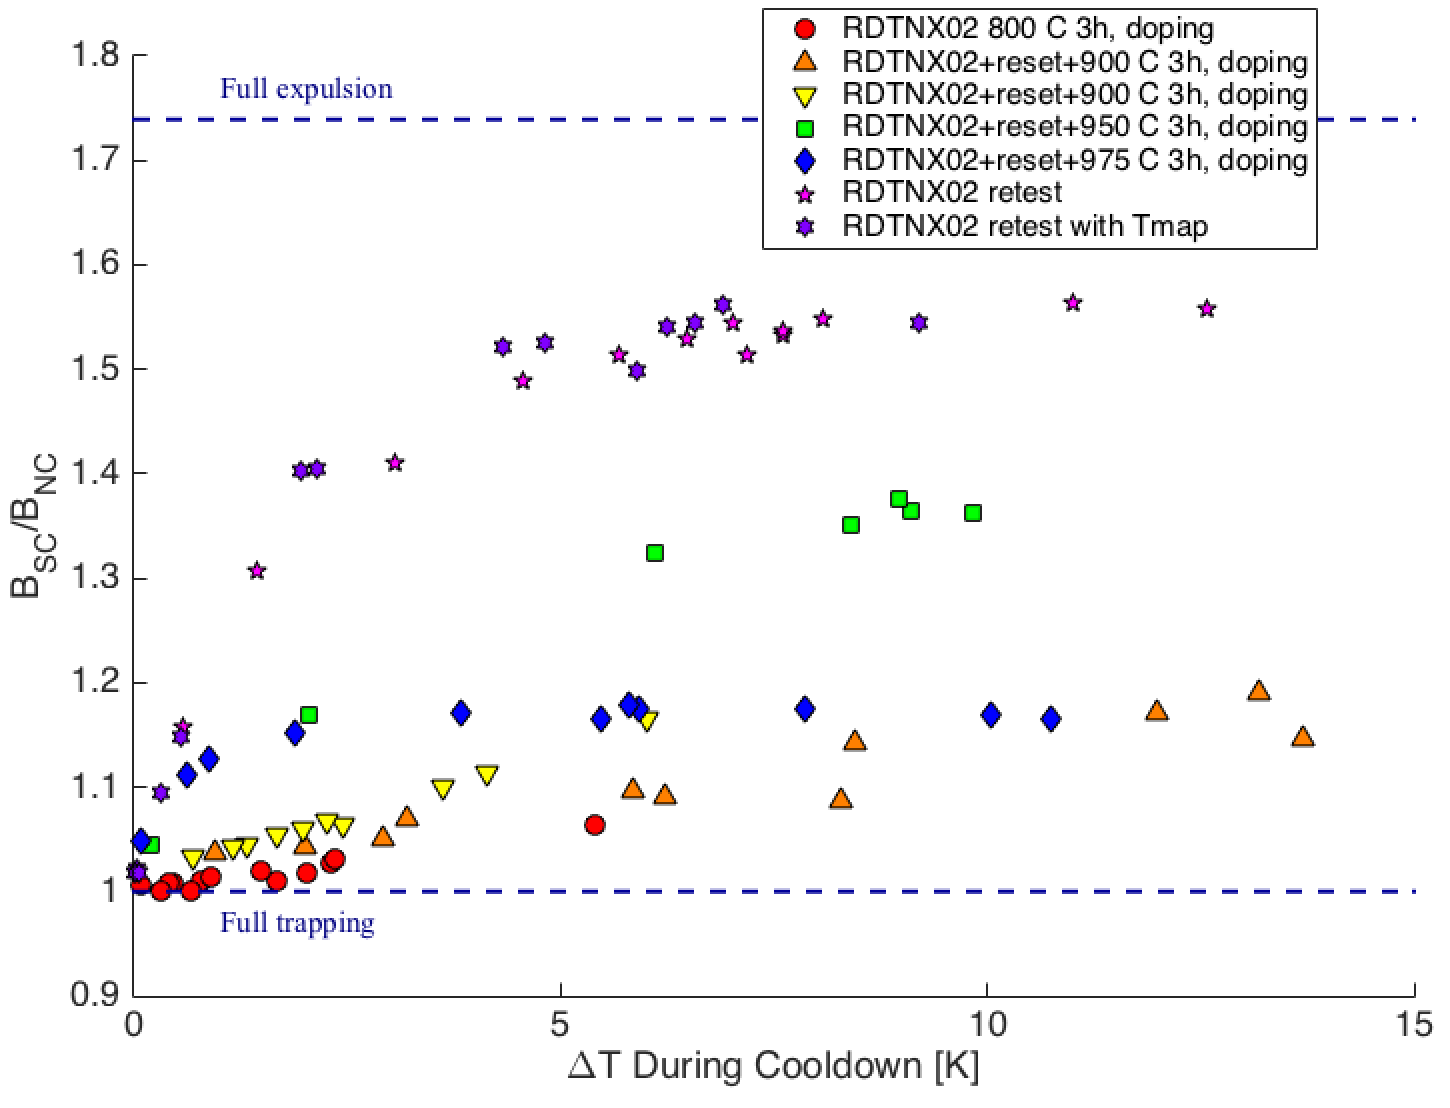 RDTNX02 800 C 3h, doping
RDTNX02+reset+900 C 3h, doping
RDTNX02+reset+900 C 3h, doping
RDTNX02+reset+950 C 3h, doping
RDTNX02+reset+975 C 3h, doping
RDTNX02 retest
RDTNX02 retest with Tmap
Full expulsion
1.8
1.7
1.6
1.5
1.4
1.3
1.2
1.1
1
0.9
B_SC/B_NC
Full trapping
0 5 10 15
ΔT During Cooldown [K]